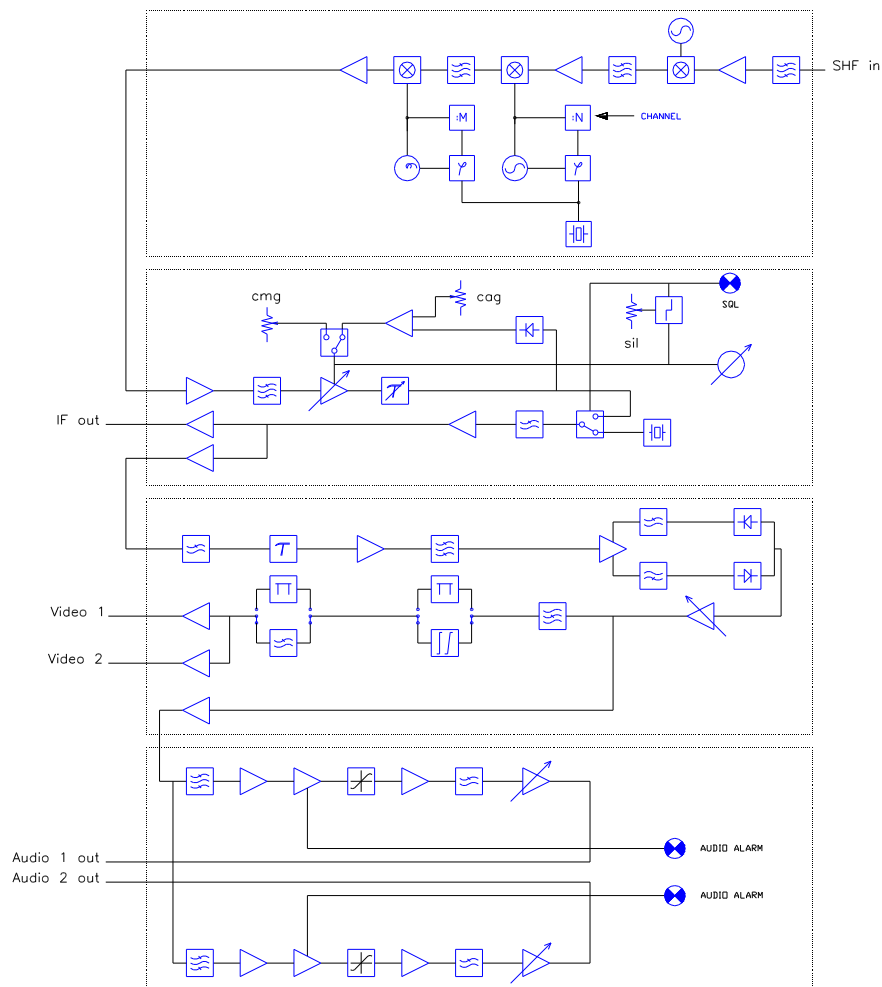 SHF in
:M
:N
CHANNEL
cmg
cag
SQL
sil
IF out
Video 1
Video 2
Audio 1 out
AUDIO ALARM
Audio 2 out
AUDIO ALARM